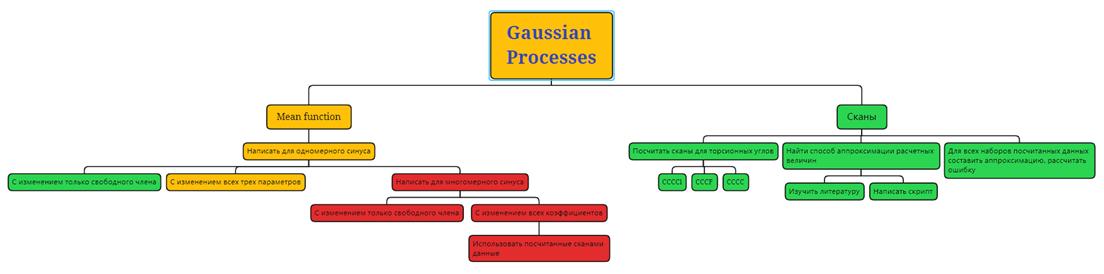 Gaussian
Processes
Mean function
Сканы
Написать для одномерного синуса
Посчитать сканы для торсионных углов
Найти способ аппроксимации расчетных
величин
Для всех наборов посчитанных данных
составить аппроксимацию, рассчитать
ошибку
С изменением только свободного члена
С изменением всех трех параметров
Написать для многомерного синуса
CCCCl
CCCF
CCCC
Изучить литературу
Написать скрипт
С изменением только свободного члена
С изменением всех коэффициентов
Использовать посчитанные сканами
данные